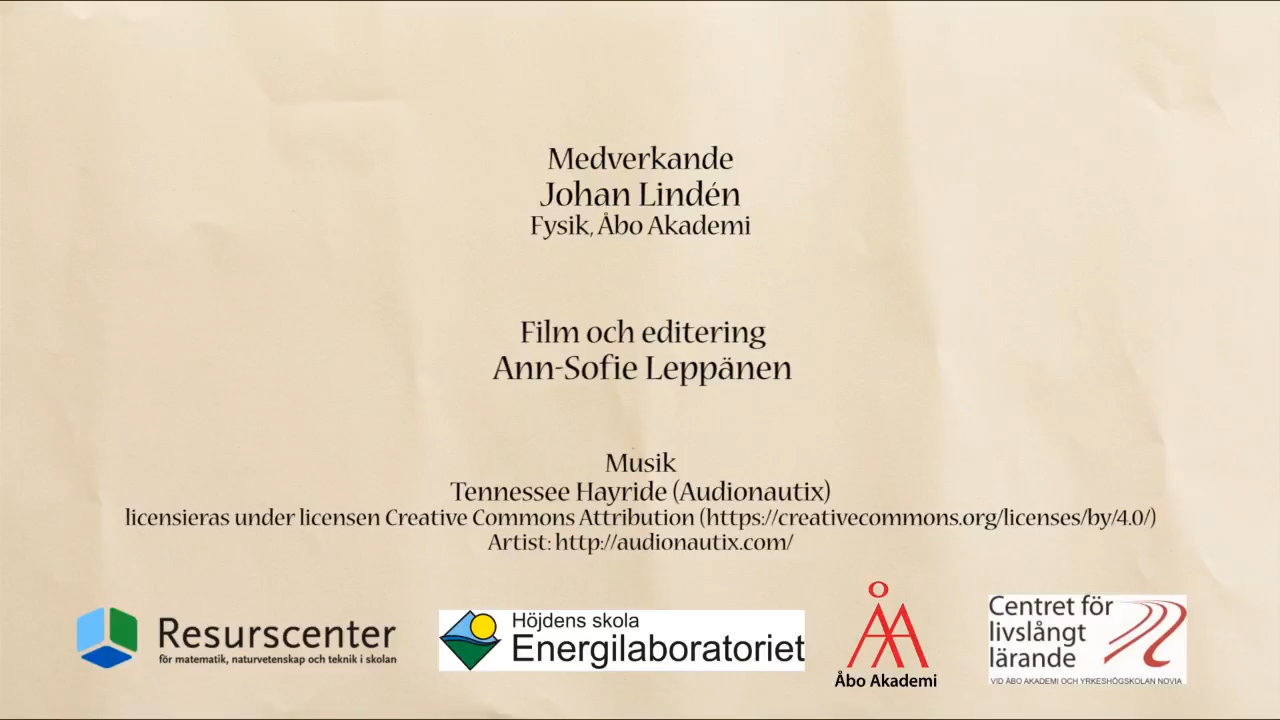 Medverkande
Johan Lindén
Fysik, Åbo Akademi
Film och editering
Ann-Sofie Leppänen
Musik
Tennessee Hayride (Audionautix)
licensieras under licensen Creative Commons Attribution (https://creativecommons.org/licenses/by/4.0/)
Artist: http://audionautix.com/
Resurscenter
för matematik, naturvetenskap och teknik i skolan
Höjdens skola
Energilaboratoriet
Åbo Akademi
Centret för
livslångt
lärande
VID ÅBO AKADEMI OCH YRKESHÖGSKOLAN NOVIA